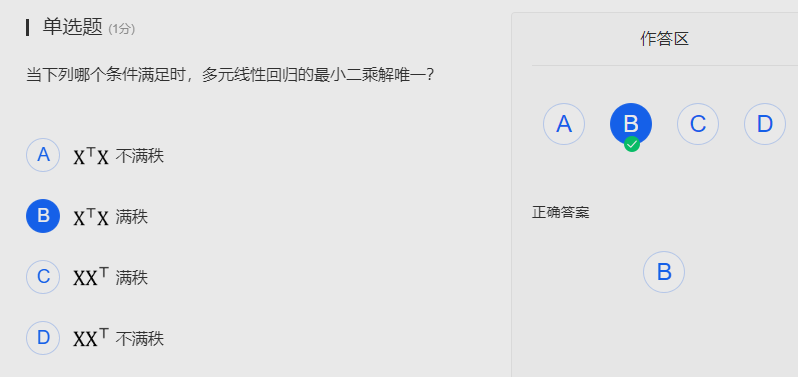 单选题 (1分)
当下列哪个条件满足时，多元线性回归的最小二乘解唯一？
A X⊤X 不满秩
B X⊤X 满秩
C XX⊤ 满秩
D XX⊤ 不满秩
作答区
A B C D
正确答案
B